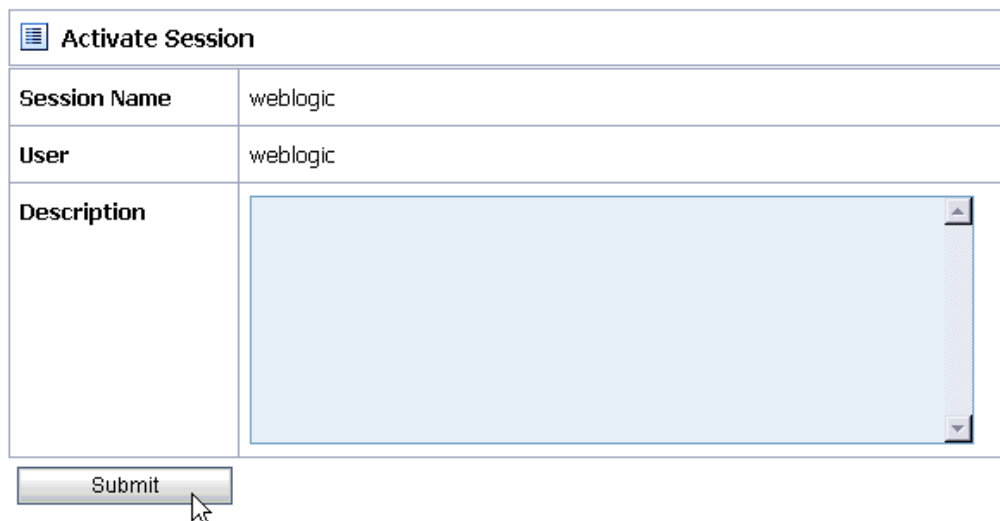 Activate Session
Session Name weblogic
User weblogic
Description
Submit